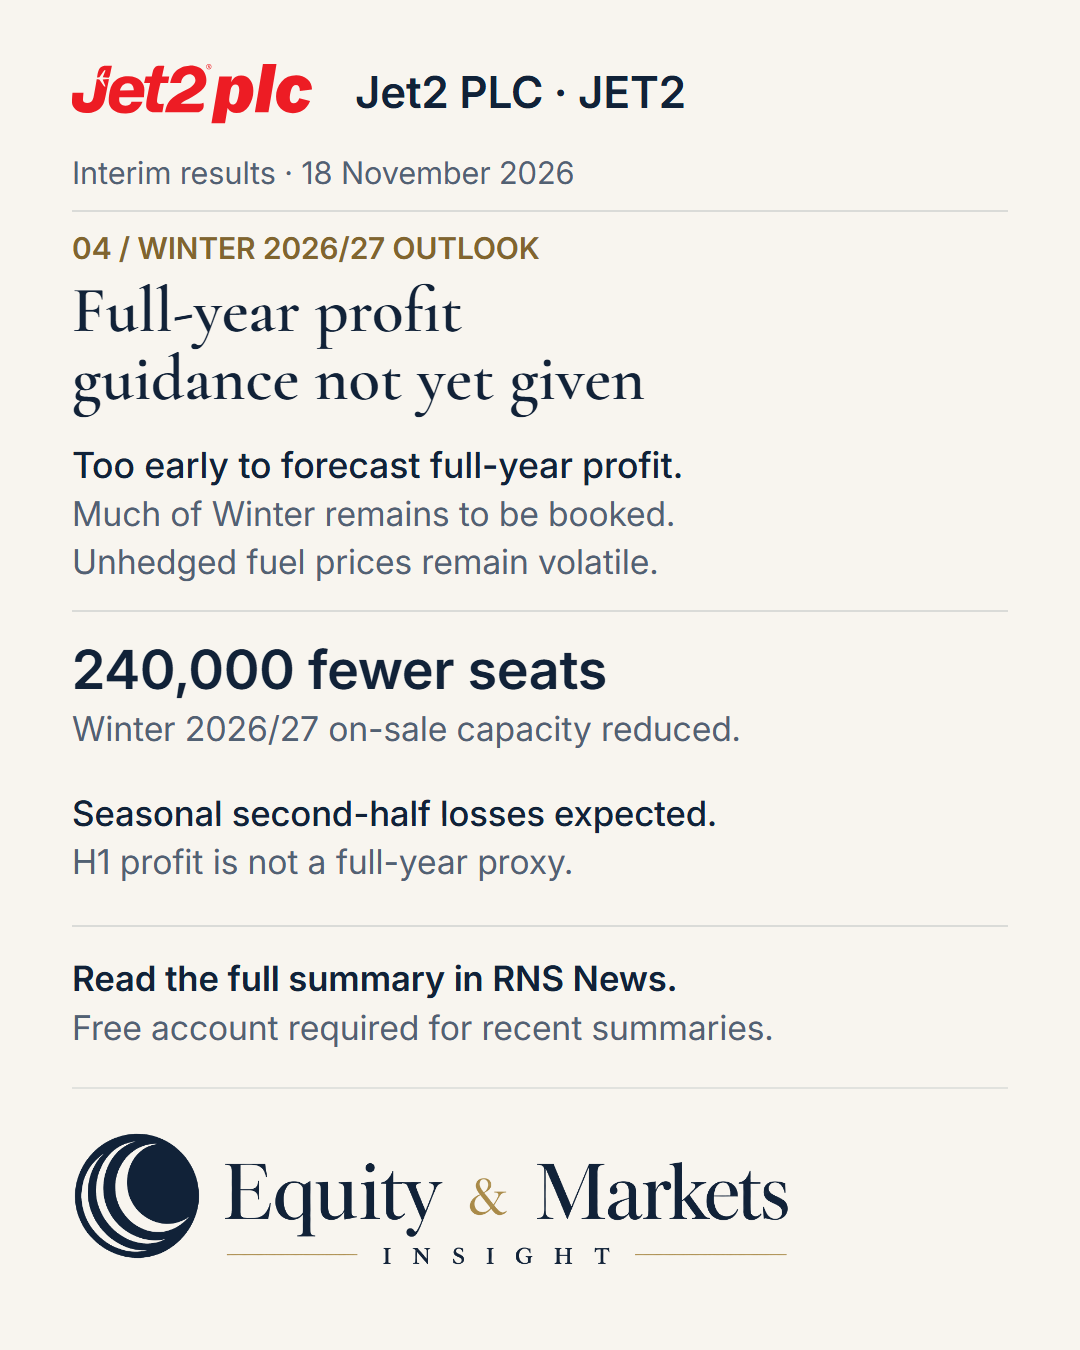 Jet2plc Jet2 PLC · JET2
Interim results · 18 November 2026
04 / WINTER 2026/27 OUTLOOK
Full-year profit
guidance not yet given
Too early to forecast full-year profit.
Much of Winter remains to be booked.
Unhedged fuel prices remain volatile.
240,000 fewer seats
Winter 2026/27 on-sale capacity reduced.
Seasonal second-half losses expected.
H1 profit is not a full-year proxy.
Read the full summary in RNS News.
Free account required for recent summaries.
Equity & Markets
INSIGHT